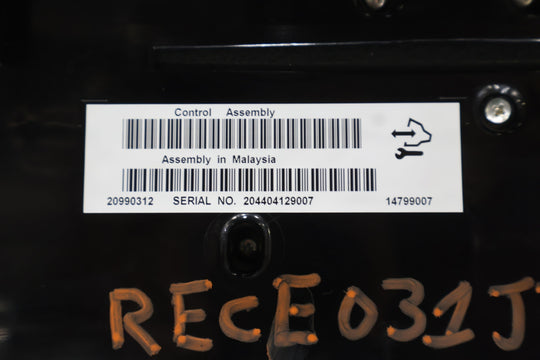 Control Assembly
Assembly in Malaysia
20990312 SERIAL NO. 204404129007 14799007
RECE031J